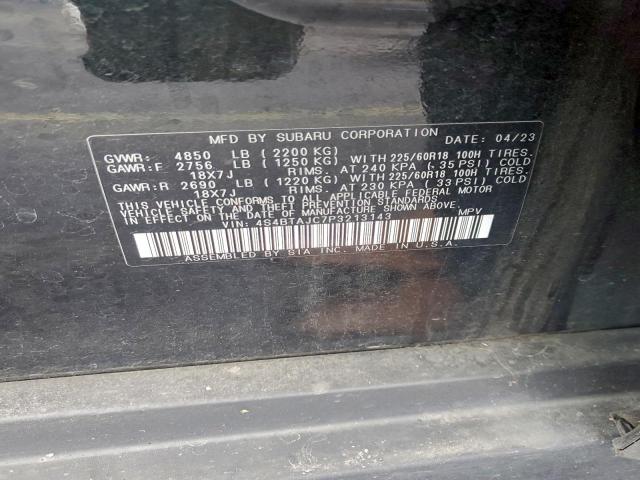 MFD BY SUBARU CORPORATION DATE: 04/23
GVWR: 4850 LB (2200 KG)
GAWR:F 2756 LB (1250 KG) WITH 225/60R18 100H TIRES.
18X7J RIMS. AT 240 KPA (-35 PSI) COLD
GAWR:R 2690 LB (1220 KG) WITH 225/60R18 100H TIRES.
18X7J RIMS. AT 230 KPA (33 PSI) COLD
THIS VEHICLE CONFORMS TO ALL APPLICABLE FEDERAL MOTOR
VEHICLE SAFETY AND THEFT PREVENTION STANDARDS
IN EFFECT ON THE DATE OF MANUFACTURE SHOWN ABOVE.
VIN: 4S4BTAJC7P3213143 MPV
ASSEMBLED BY SIA INC. MADE IN U.S.A.